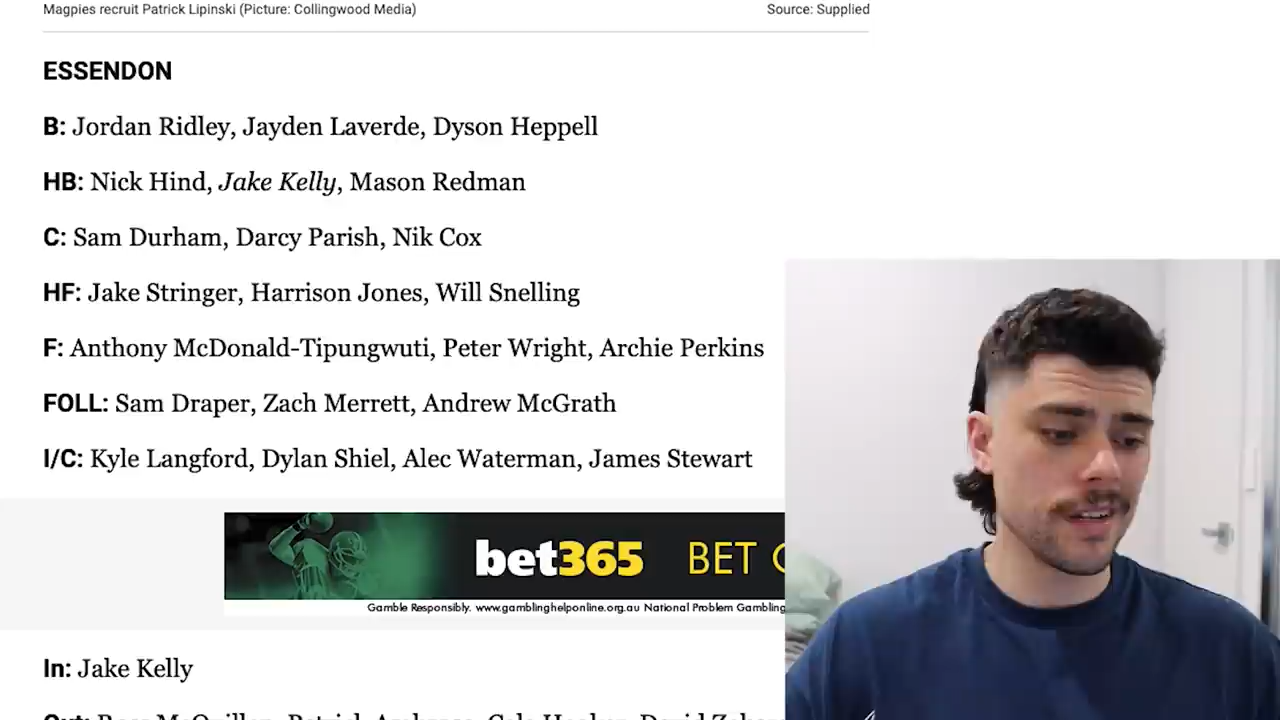 Magpies recruit Patrick Lipinski (Picture: Collingwood Media) Source: Supplied
ESSENDON
B: Jordan Ridley, Jayden Laverde, Dyson Heppell
HB: Nick Hind, Jake Kelly, Mason Redman
C: Sam Durham, Darcy Parish, Nik Cox
HF: Jake Stringer, Harrison Jones, Will Snelling
F: Anthony McDonald-Tipungwuti, Peter Wright, Archie Perkins
FOLL: Sam Draper, Zach Merrett, Andrew McGrath
I/C: Kyle Langford, Dylan Shiel, Alec Waterman, James Stewart
bet365 BET
Gamble Responsibly. www.gamblinghelponline.org.au National Problem Gambling
In: Jake Kelly